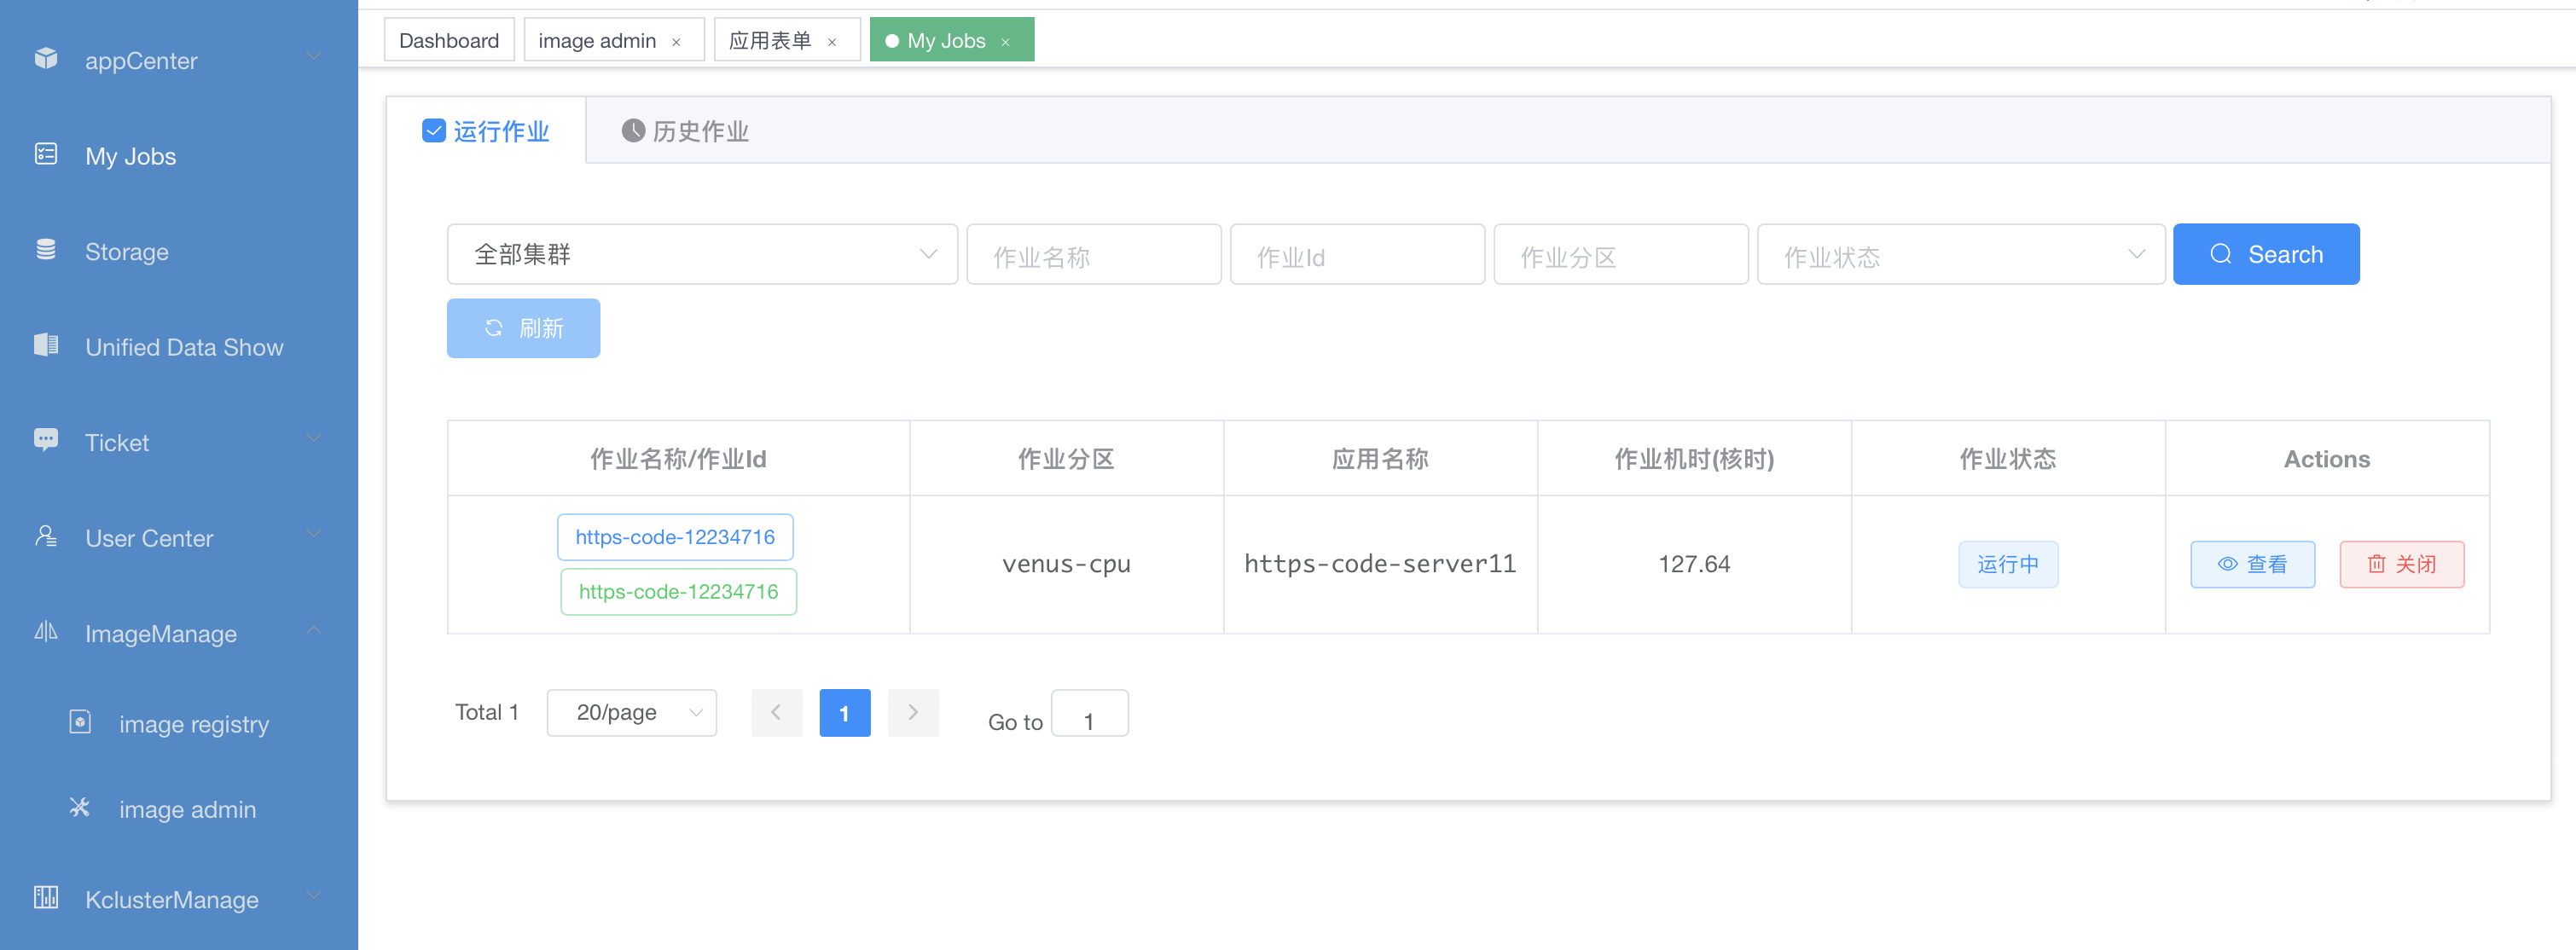 appCenter
My Jobs
Storage
Unified Data Show
Ticket
User Center
ImageManage
image registry
image admin
KclusterManage
Dashboard
image admin ×
应用表单 ×
My Jobs ×
运行作业
历史作业
全部集群
作业名称
作业Id
作业分区
作业状态
Search
刷新
作业名称/作业Id
作业分区
应用名称
作业机时(核时)
作业状态
Actions
https-code-12234716
https-code-12234716
venus-cpu
https-code-server11
127.64
运行中
查看
关闭
Total 1
20/page
1
Go to
1